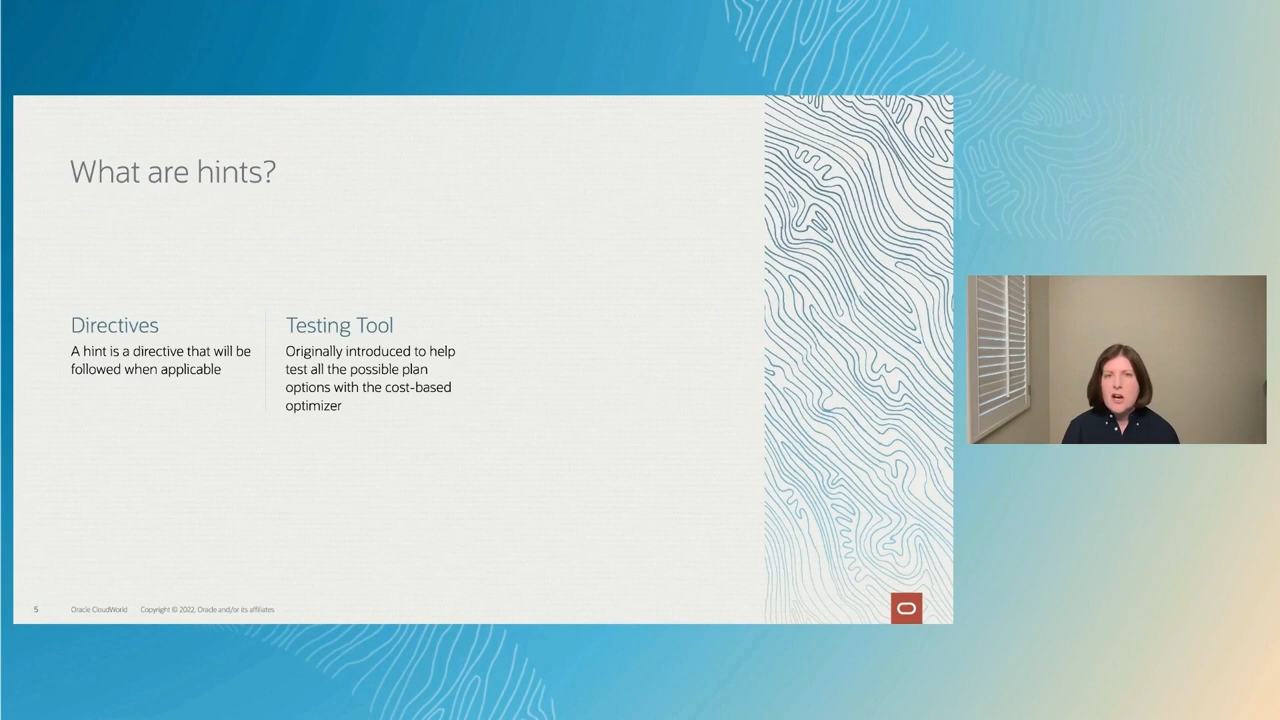 What are hints?
Directives
A hint is a directive that will be
followed when applicable
Testing Tool
Originally introduced to help
test all the possible plan
options with the cost-based
optimizer
5
Oracle CloudWorld
Copyright © 2022, Oracle and/or its affiliates